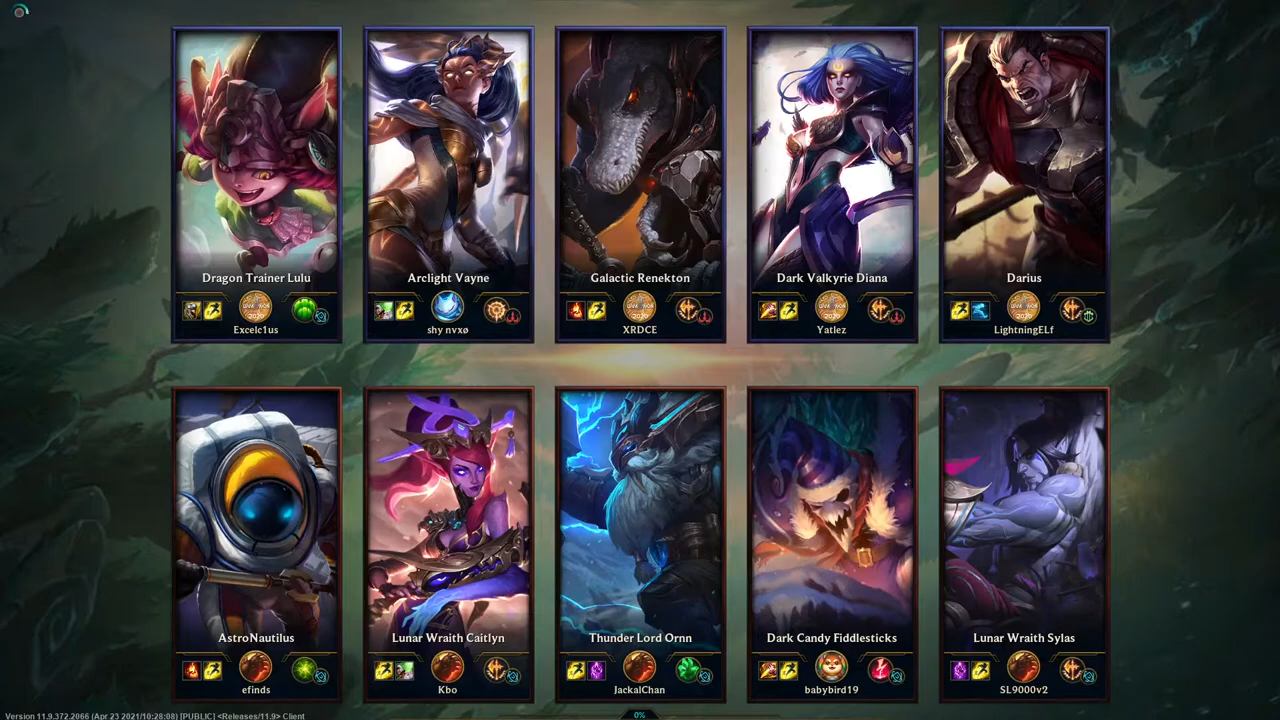 Dragon Trainer Lulu
Excelc1us
Arclight Vayne
shy nvxø
Galactic Renekton
XRDCE
Dark Valkyrie Diana
Yatlez
Darius
LightningELf
AstroNautilus
efinds
Lunar Wraith Caitlyn
Kbo
Thunder Lord Ornn
JackalChan
Dark Candy Fiddlesticks
babybird19
Lunar Wraith Sylas
SL9000v2
Version 11.9.372.2066 (Apr 23 2021/10:28:08) [PUBLIC] <Releases/11.9> Client
0%